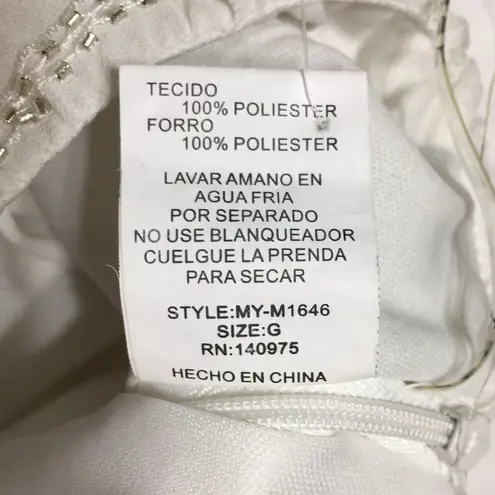 TECIDO
100% POLIESTER
FORRO
100% POLIESTER
LAVAR AMANO EN
AGUA FRIA
POR SEPARADO
NO USE BLANQUEADOR
CUELGUE LA PRENDA
PARA SECAR
STYLE:MY-M1646
SIZE:G
RN:140975
HECHO EN CHINA